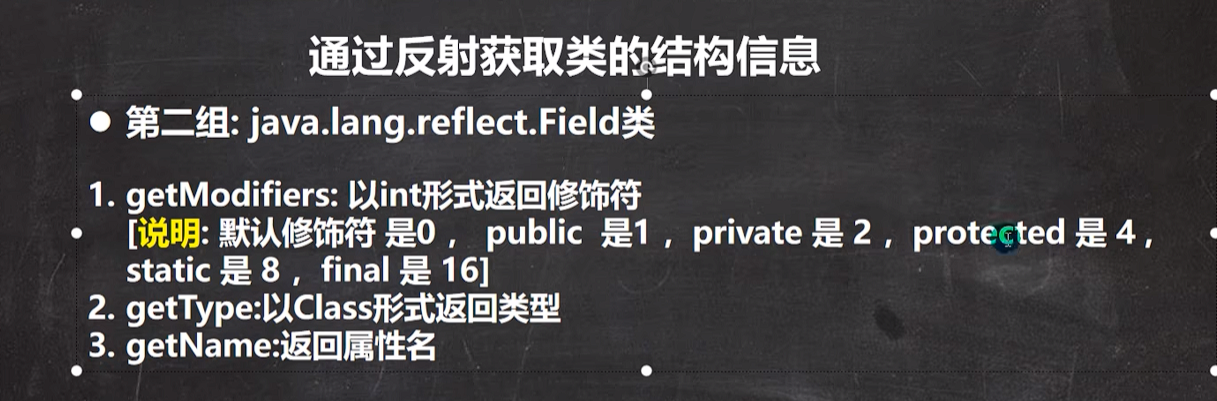 通过反射获取类的结构信息
● 第二组: java.lang.reflect.Field类
1. getModifiers: 以int形式返回修饰符
[说明: 默认修饰符 是0 ， public 是1 ，private 是 2 ，protected 是 4 ，
static 是 8 ，final 是 16]
2. getType:以Class形式返回类型
3. getName:返回属性名